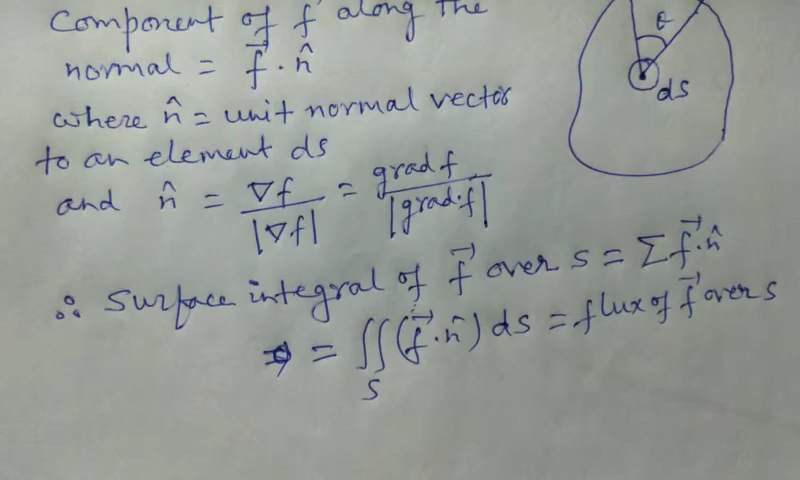 Component of f along the
θ
normal = f⃗ · n̂
ds
where n̂ = unit normal vector
to an element ds
and n̂ = ∇f / |∇f| = grad f / |grad·f|
∴ Surface integral of f⃗ over s = Σ f⃗·n̂
⇒ = ∬_S (f⃗·n̂) ds = flux of f⃗ over s